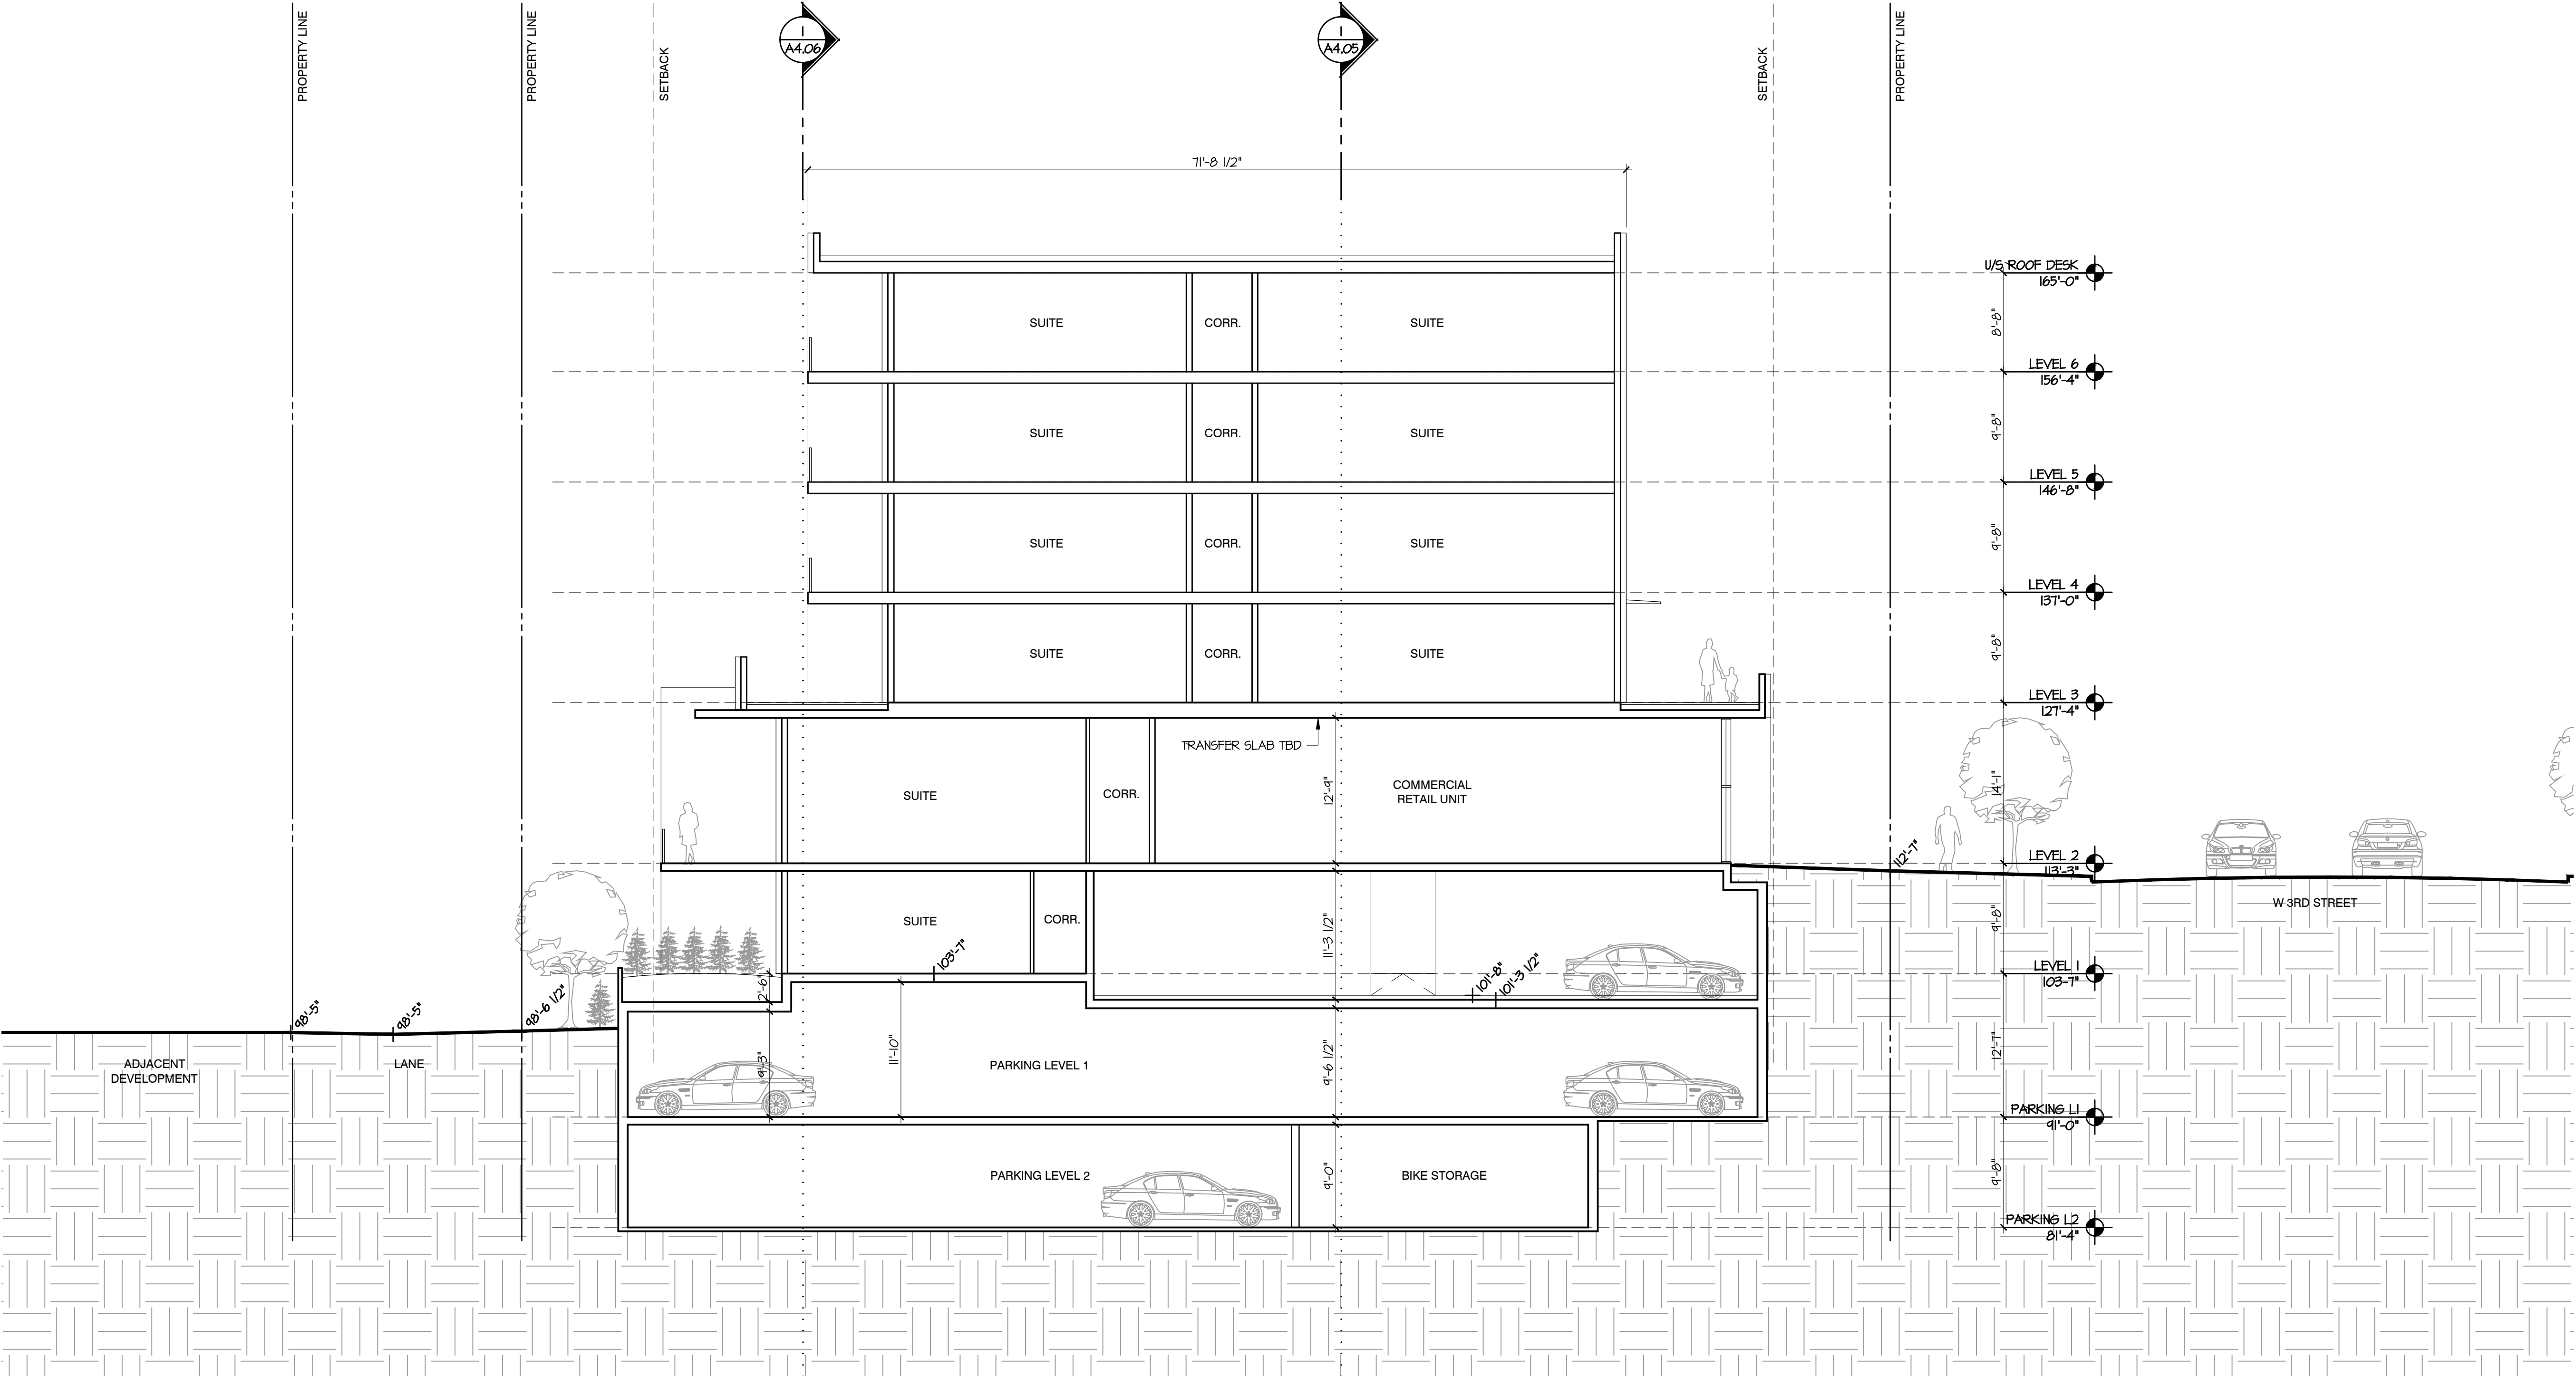 PROPERTY LINE
PROPERTY LINE
SETBACK
1
A4.06
1
A4.05
SETBACK
PROPERTY LINE
71'-8 1/2"
U/S ROOF DESK
165'-0"
8'-8"
SUITE
CORR.
SUITE
LEVEL 6
156'-4"
9'-8"
SUITE
CORR.
SUITE
LEVEL 5
146'-8"
9'-8"
SUITE
CORR.
SUITE
LEVEL 4
137'-0"
9'-8"
SUITE
CORR.
SUITE
LEVEL 3
127'-4"
TRANSFER SLAB TBD
14'-1"
12'-9"
SUITE
CORR.
COMMERCIAL
RETAIL UNIT
112'-7"
LEVEL 2
113'-3"
W 3RD STREET
9'-8"
SUITE
CORR.
11'-3 1/2"
103'-7"
101'-8"
101'-3 1/2"
LEVEL 1
103-7"
2'-6"
98'-5"
98'-5"
98'-6 1/2"
ADJACENT
DEVELOPMENT
LANE
9'-3"
11'-10"
PARKING LEVEL 1
9'-6 1/2"
12'-7"
PARKING L1
91'-0"
PARKING LEVEL 2
9'-0"
BIKE STORAGE
9'-8"
PARKING L2
81'-4"